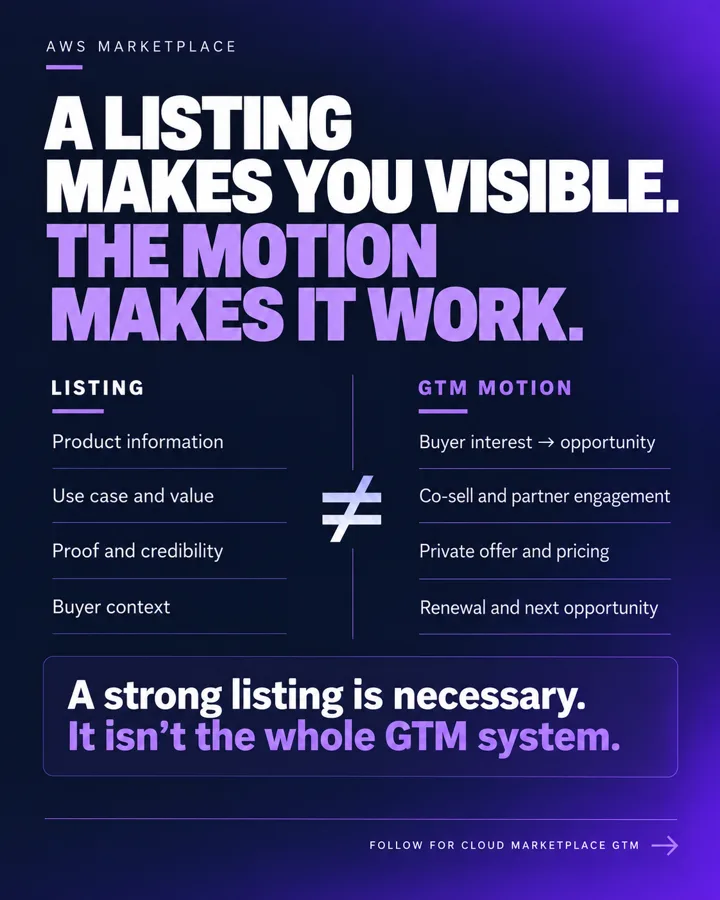 AWS MARKETPLACE
A LISTING
MAKES YOU VISIBLE.
THE MOTION
MAKES IT WORK.
LISTING
Product information
Use case and value
Proof and credibility
Buyer context
≠
GTM MOTION
Buyer interest → opportunity
Co-sell and partner engagement
Private offer and pricing
Renewal and next opportunity
A strong listing is necessary.
It isn’t the whole GTM system.
FOLLOW FOR CLOUD MARKETPLACE GTM →